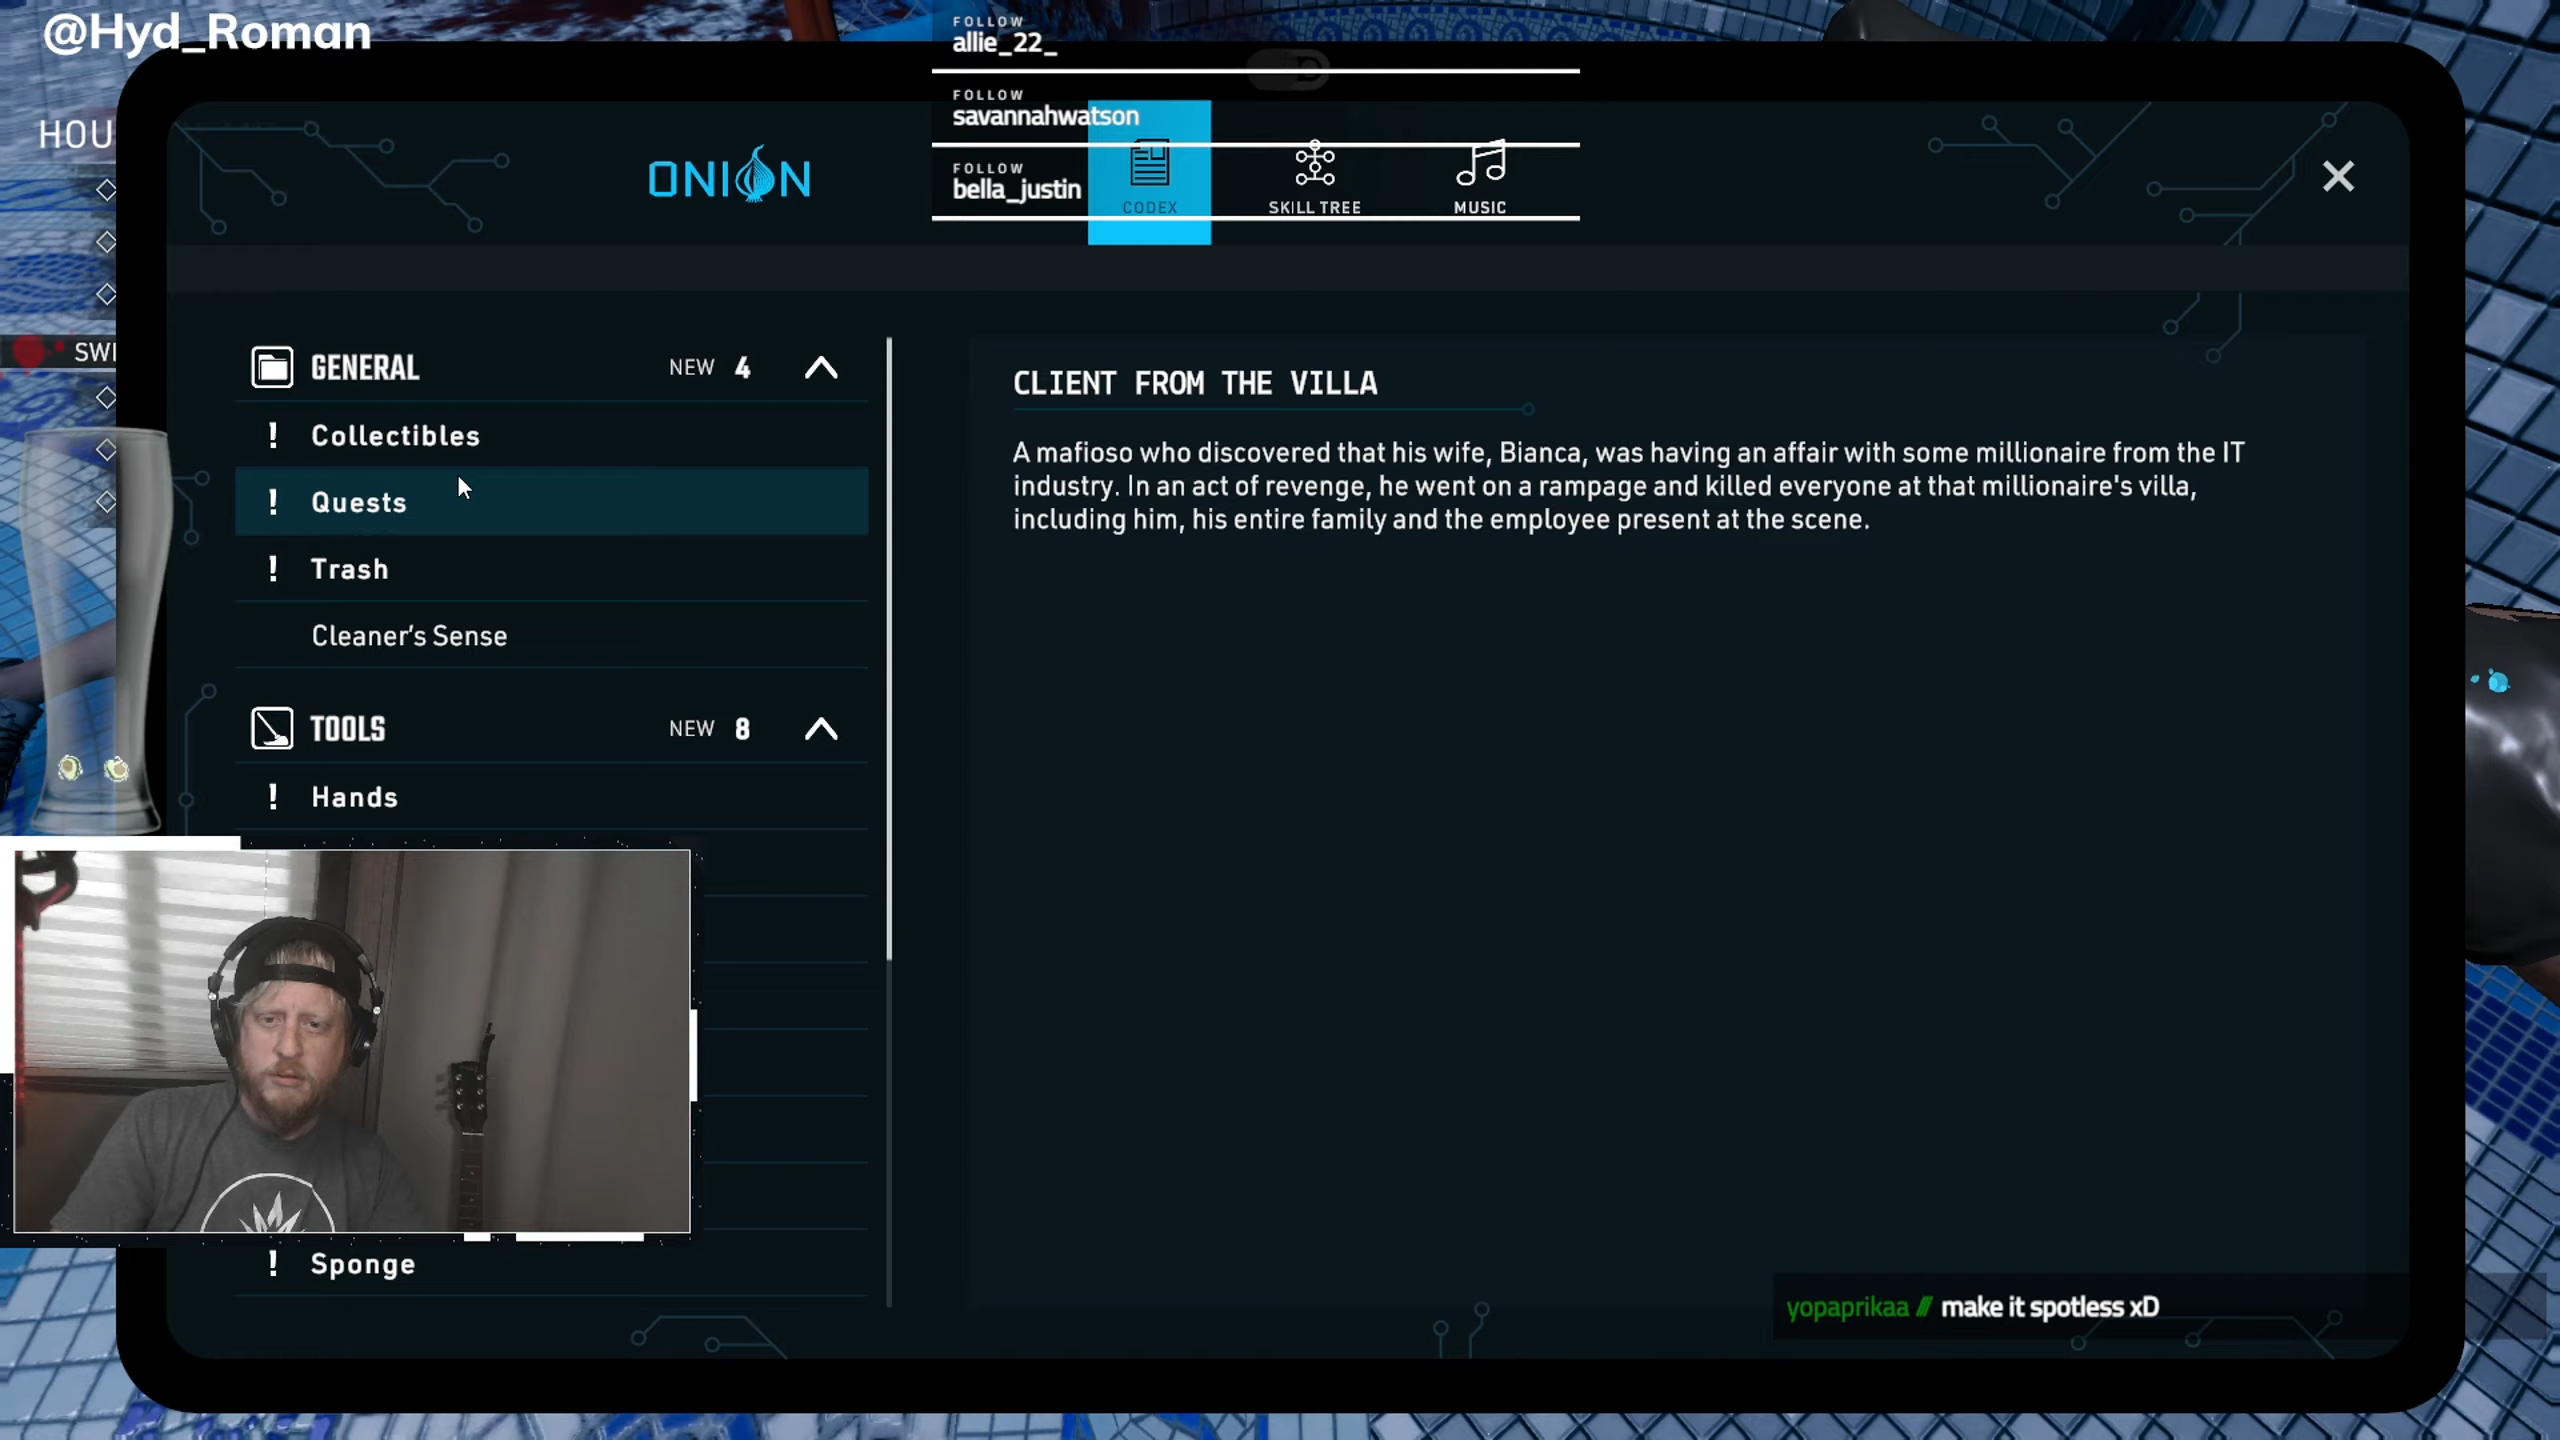 @Hyd_Roman
FOLLOW
allie_22_
FOLLOW
savannahwatson
FOLLOW
bella_justin
HOU
SWI
ONION
CODEX
SKILL TREE
MUSIC
GENERAL NEW 4
! Collectibles
! Quests
! Trash
Cleaner's Sense
TOOLS NEW 8
! Hands
! Sponge
CLIENT FROM THE VILLA
A mafioso who discovered that his wife, Bianca, was having an affair with some millionaire from the IT
industry. In an act of revenge, he went on a rampage and killed everyone at that millionaire's villa,
including him, his entire family and the employee present at the scene.
yopaprikaa // make it spotless xD